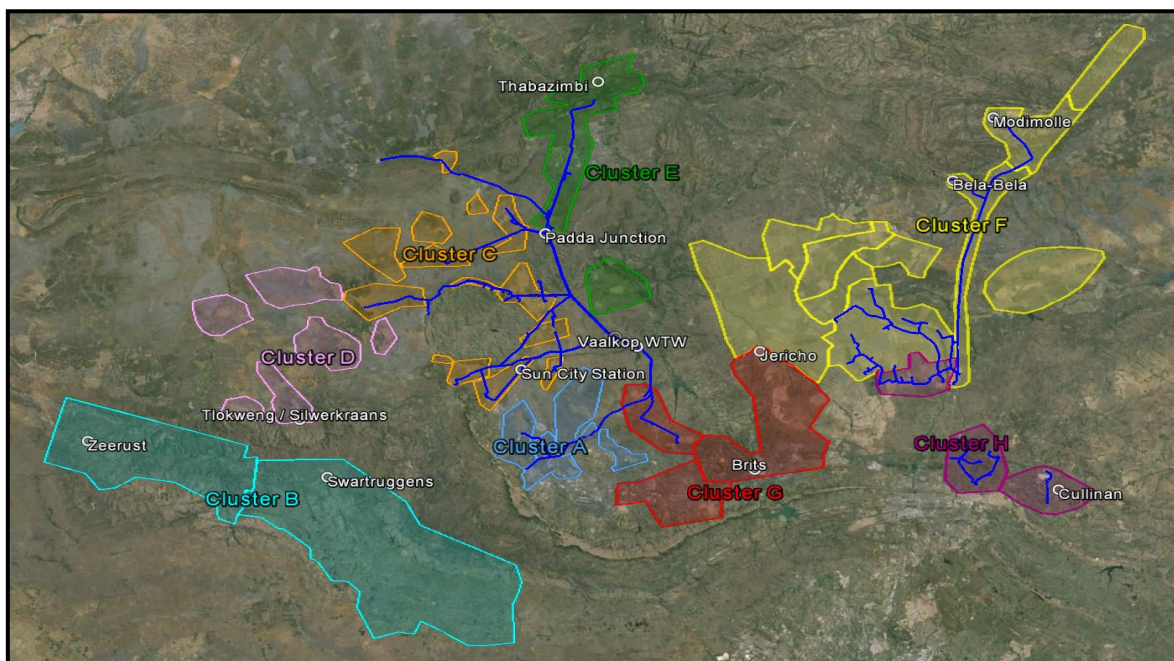 Thabazimbi
Modimolle
Cluster E
Bela-Bela
Cluster F
Padda Junction
Cluster C
Vaalkop WTW
Cluster D
Jericho
Sun City Station
Tlokweng / Silwerkraans
Zeerust
Cluster A
Cluster H
Brits
Swartruggens
Cluster B
Cluster G
Cullinan